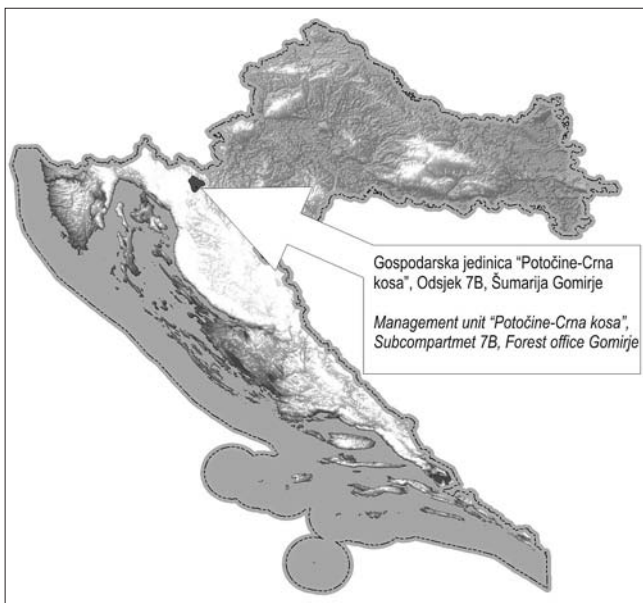 Gospodarska jedinica “Potočine-Crna
kosa”, Odsjek 7B, Šumarija Gomirje
Management unit “Potočine-Crna kosa”,
Subcompartmet 7B, Forest office Gomirje